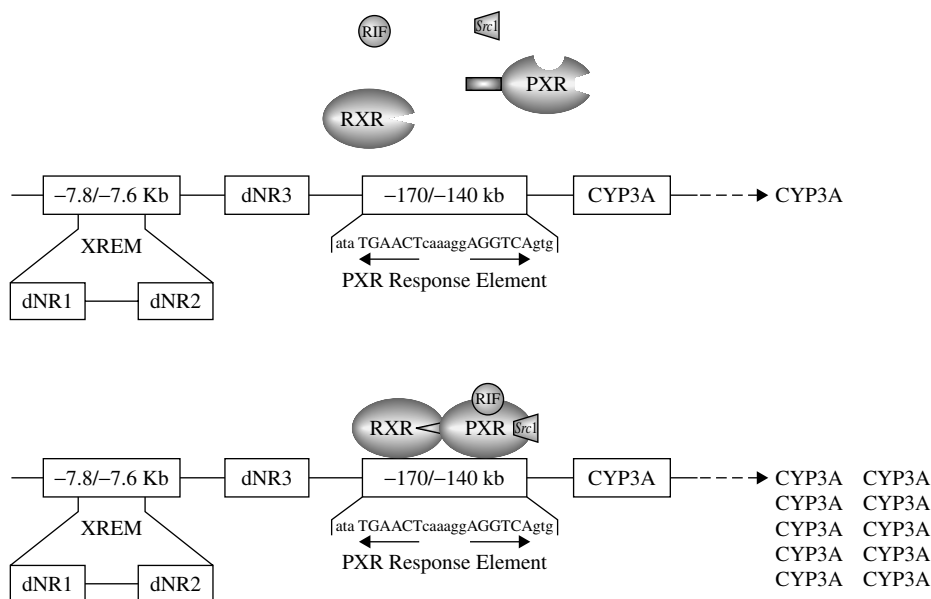 RIF
Src1
PXR
RXR
−7.8/−7.6 Kb
dNR3
−170/−140 kb
CYP3A
CYP3A
XREM
ata TGAACTcaaaggAGGTCAgtg
PXR Response Element
dNR1
dNR2
RIF
RXR
PXR
Src1
−7.8/−7.6 Kb
dNR3
−170/−140 kb
CYP3A
CYP3A CYP3A
CYP3A CYP3A
CYP3A CYP3A
CYP3A CYP3A
CYP3A CYP3A
XREM
ata TGAACTcaaaggAGGTCAgtg
PXR Response Element
dNR1
dNR2